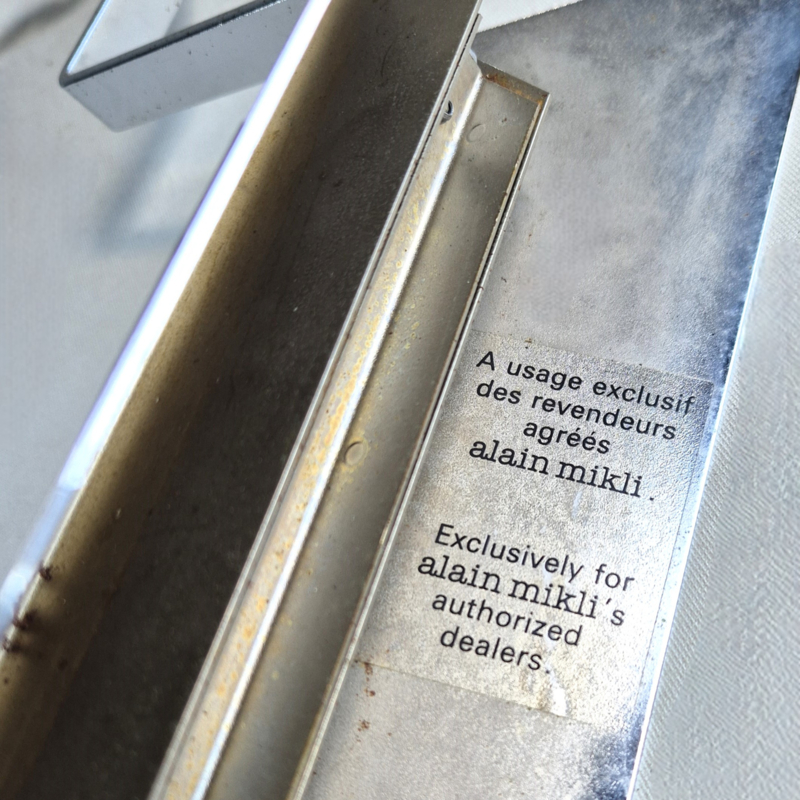 A usage exclusif
des revendeurs
agréés
alain mikli.
Exclusively for
alain mikli's
authorized
dealers.